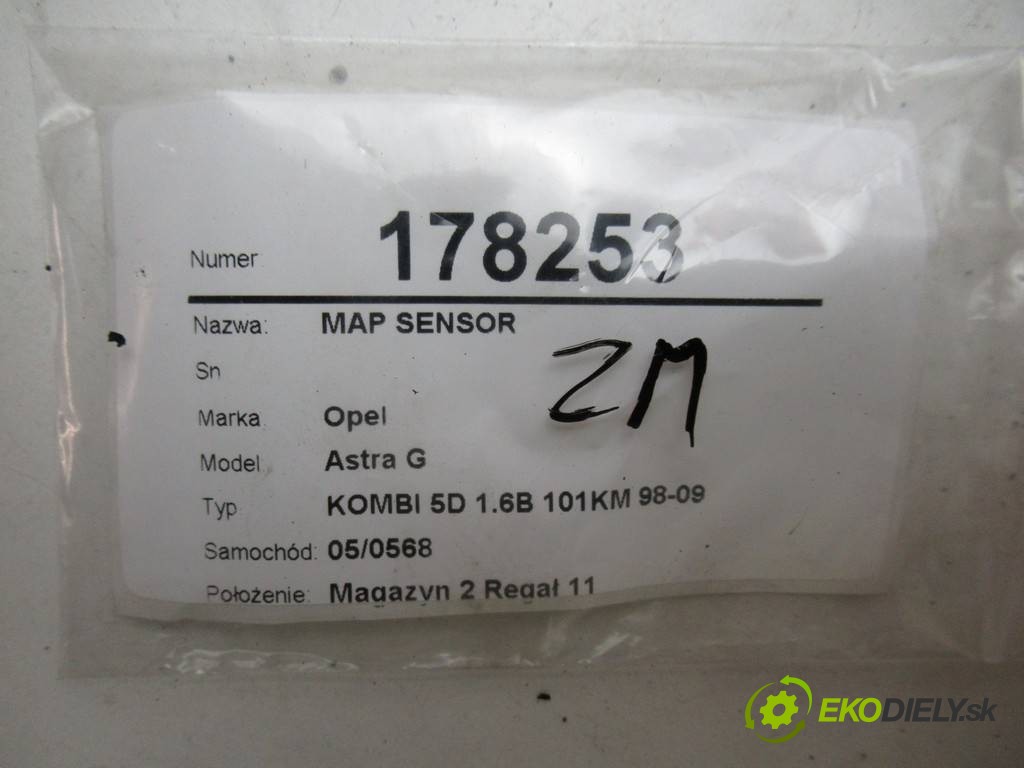 Numer: 178253
Nazwa: MAP SENSOR
ZM
Sn
Marka Opel
Model Astra G
Typ KOMBI 5D 1.6B 101KM 98-09
Samochód: 05/0568
Położenie: Magazyn 2 Regał 11
EKODIELY.sk